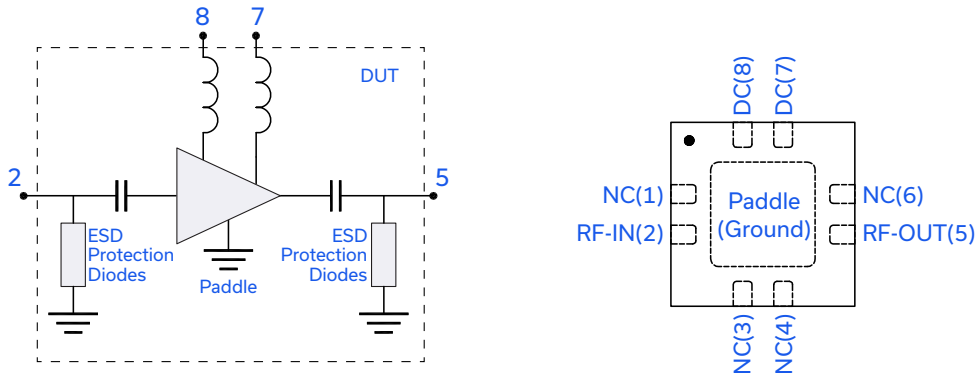 8
7
DUT
2
5
ESD
Protection
Diodes
ESD
Protection
Diodes
Paddle
DC(8)
DC(7)
NC(1)
RF-IN(2)
Paddle
(Ground)
NC(6)
RF-OUT(5)
NC(3)
NC(4)